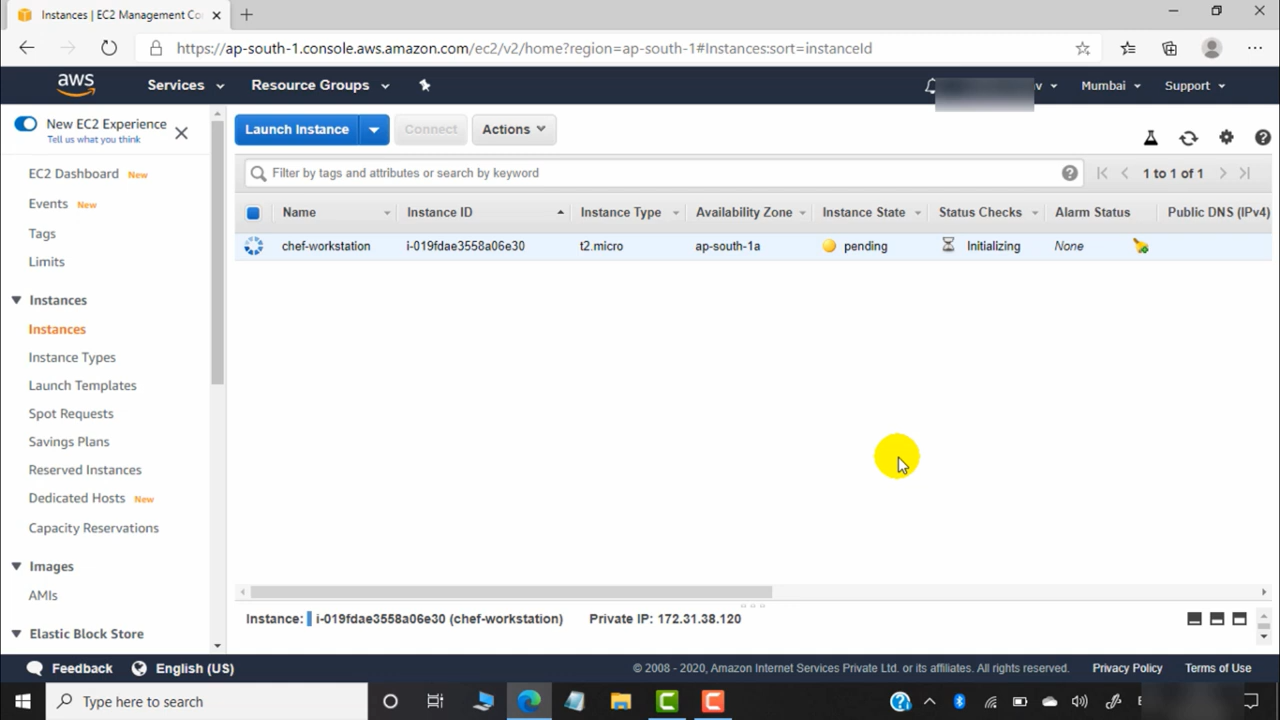 Instances | EC2 Management Co
https://ap-south-1.console.aws.amazon.com/ec2/v2/home?region=ap-south-1#Instances:sort=instanceId
aws
Services
Resource Groups
v
Mumbai
Support
New EC2 Experience
Tell us what you think
EC2 Dashboard New
Events New
Tags
Limits
Instances
Instances
Instance Types
Launch Templates
Spot Requests
Savings Plans
Reserved Instances
Dedicated Hosts New
Capacity Reservations
Images
AMIs
Elastic Block Store
Launch Instance
Connect
Actions
Filter by tags and attributes or search by keyword
1 to 1 of 1
Name Instance ID Instance Type Availability Zone Instance State Status Checks Alarm Status Public DNS (IPv4)
chef-workstation i-019fdae3558a06e30 t2.micro ap-south-1a pending Initializing None
Instance: i-019fdae3558a06e30 (chef-workstation) Private IP: 172.31.38.120
Feedback
English (US)
© 2008 - 2020, Amazon Internet Services Private Ltd. or its affiliates. All rights reserved.
Privacy Policy
Terms of Use
Type here to search